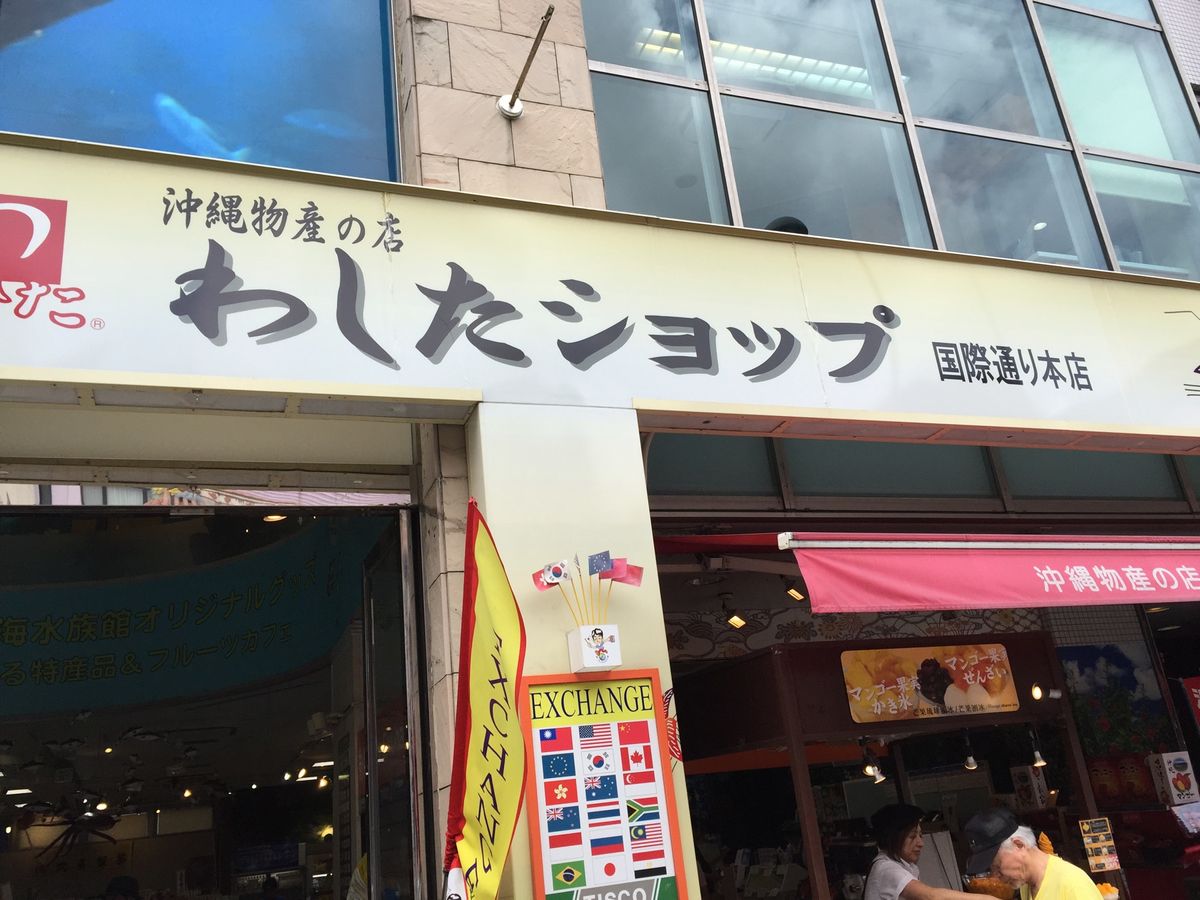 沖縄物産の店
わしたショップ 国際通り本店
®
沖縄物産の店
海水族館オリジナルグッズ
る特産品&フルーツカフェ
EXCHANGE
EXCHANGE
TISCO
マンゴー果実
かき氷
マンゴー果実
ぜんざい